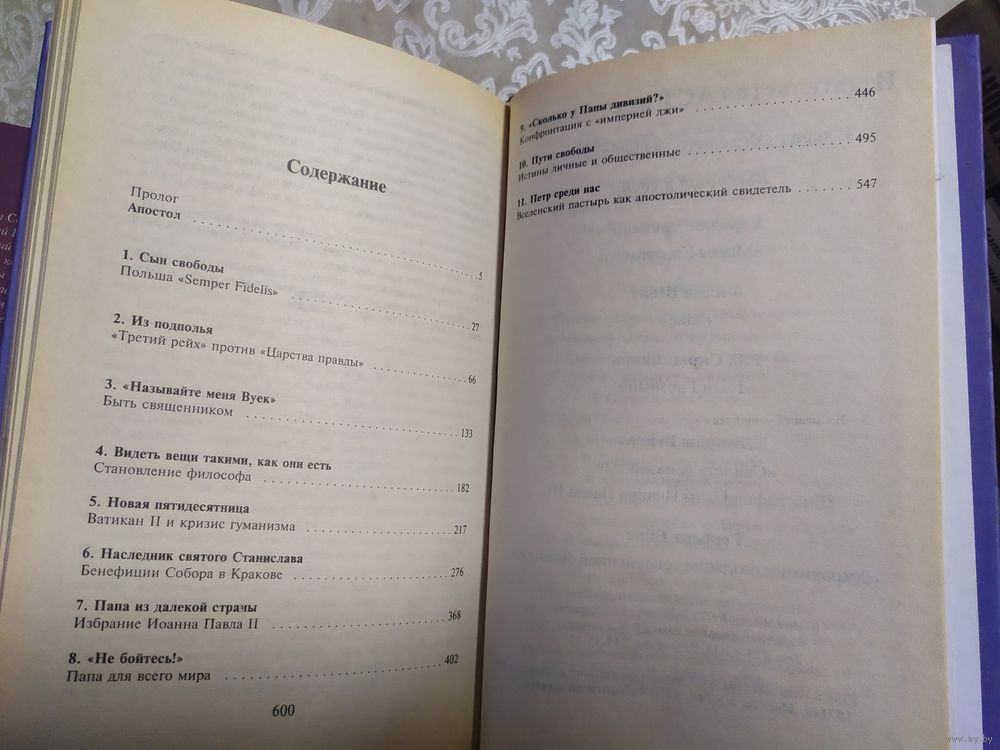 Содержание
Пролог
Апостол . . . . . . . . . . . . . . . . . . . . . . . . . . . . 5
1. Сын свободы
Польша «Semper Fidelis» . . . . . . . . . . . . . . . . . . . . 27
2. Из подполья
«Третий рейх» против «Царства правды» . . . . . . . . . . . 66
3. «Называйте меня Вуек»
Быть священником . . . . . . . . . . . . . . . . . . . . . . . 133
4. Видеть вещи такими, как они есть
Становление философа . . . . . . . . . . . . . . . . . . . . . 182
5. Новая пятидесятница
Ватикан II и кризис гуманизма . . . . . . . . . . . . . . . . 217
6. Наследник святого Станислава
Бенефиции Собора в Кракове . . . . . . . . . . . . . . . . . 276
7. Папа из далекой страны
Избрание Иоанна Павла II . . . . . . . . . . . . . . . . . . 368
8. «Не бойтесь!»
Папа для всего мира . . . . . . . . . . . . . . . . . . . . . 402
600
9. «Сколько у Папы дивизий?»
Конфронтация с «империей лжи» . . . . . . . . . . . . . . . 446
10. Пути свободы
Истины личные и общественные . . . . . . . . . . . . . . . 495
11. Петр среди нас
Вселенский пастырь как апостолический свидетель . . . . . . . 547
www.ay.by